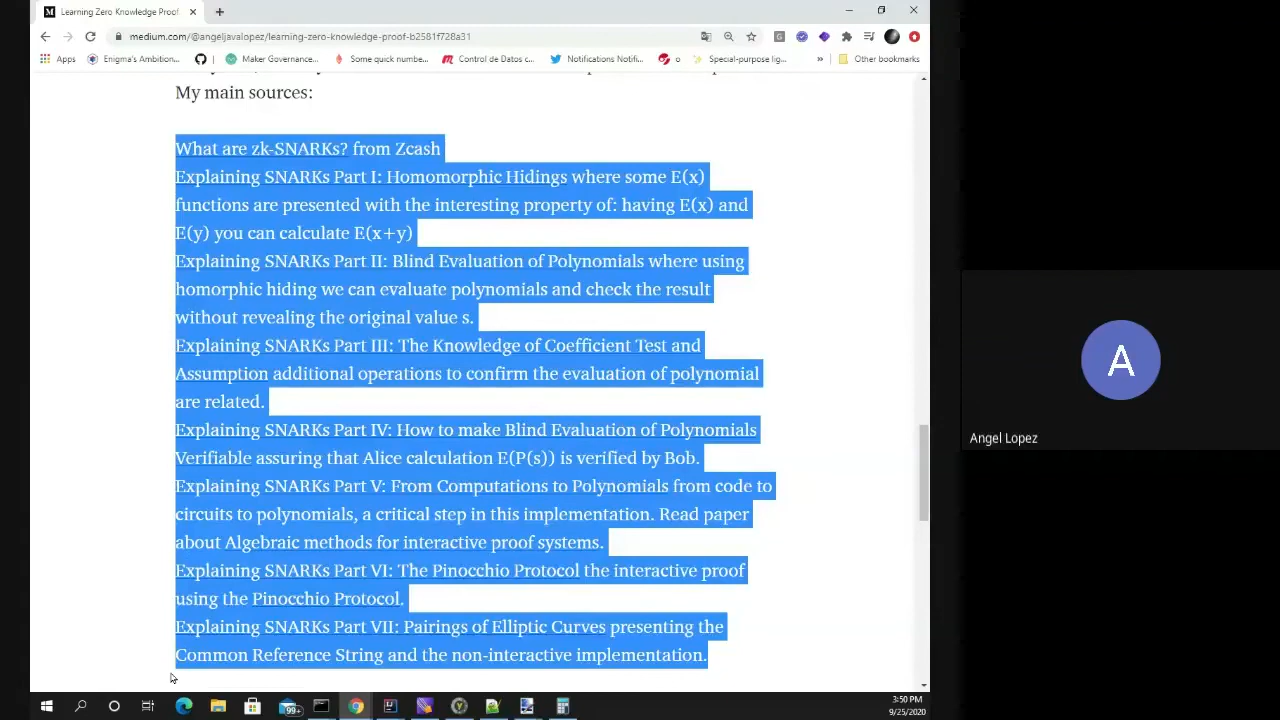 Learning Zero Knowledge Proof
medium.com/@angeljavalopez/learning-zero-knowledge-proof-b2581f728a31
Apps
Enigma's Ambition...
Maker Governance...
Some quick numbe...
Control de Datos c...
Notifications Notifi...
o
Special-purpose lig...
»
Other bookmarks
My main sources:
What are zk-SNARKs? from Zcash
Explaining SNARKs Part I: Homomorphic Hidings where some E(x)
functions are presented with the interesting property of: having E(x) and
E(y) you can calculate E(x+y)
Explaining SNARKs Part II: Blind Evaluation of Polynomials where using
homorphic hiding we can evaluate polynomials and check the result
without revealing the original value s.
Explaining SNARKs Part III: The Knowledge of Coefficient Test and
Assumption additional operations to confirm the evaluation of polynomial
are related.
Explaining SNARKs Part IV: How to make Blind Evaluation of Polynomials
Verifiable assuring that Alice calculation E(P(s)) is verified by Bob.
Explaining SNARKs Part V: From Computations to Polynomials from code to
circuits to polynomials, a critical step in this implementation. Read paper
about Algebraic methods for interactive proof systems.
Explaining SNARKs Part VI: The Pinocchio Protocol the interactive proof
using the Pinocchio Protocol.
Explaining SNARKs Part VII: Pairings of Elliptic Curves presenting the
Common Reference String and the non-interactive implementation.
A
Angel Lopez
99+
3:50 PM
9/25/2020